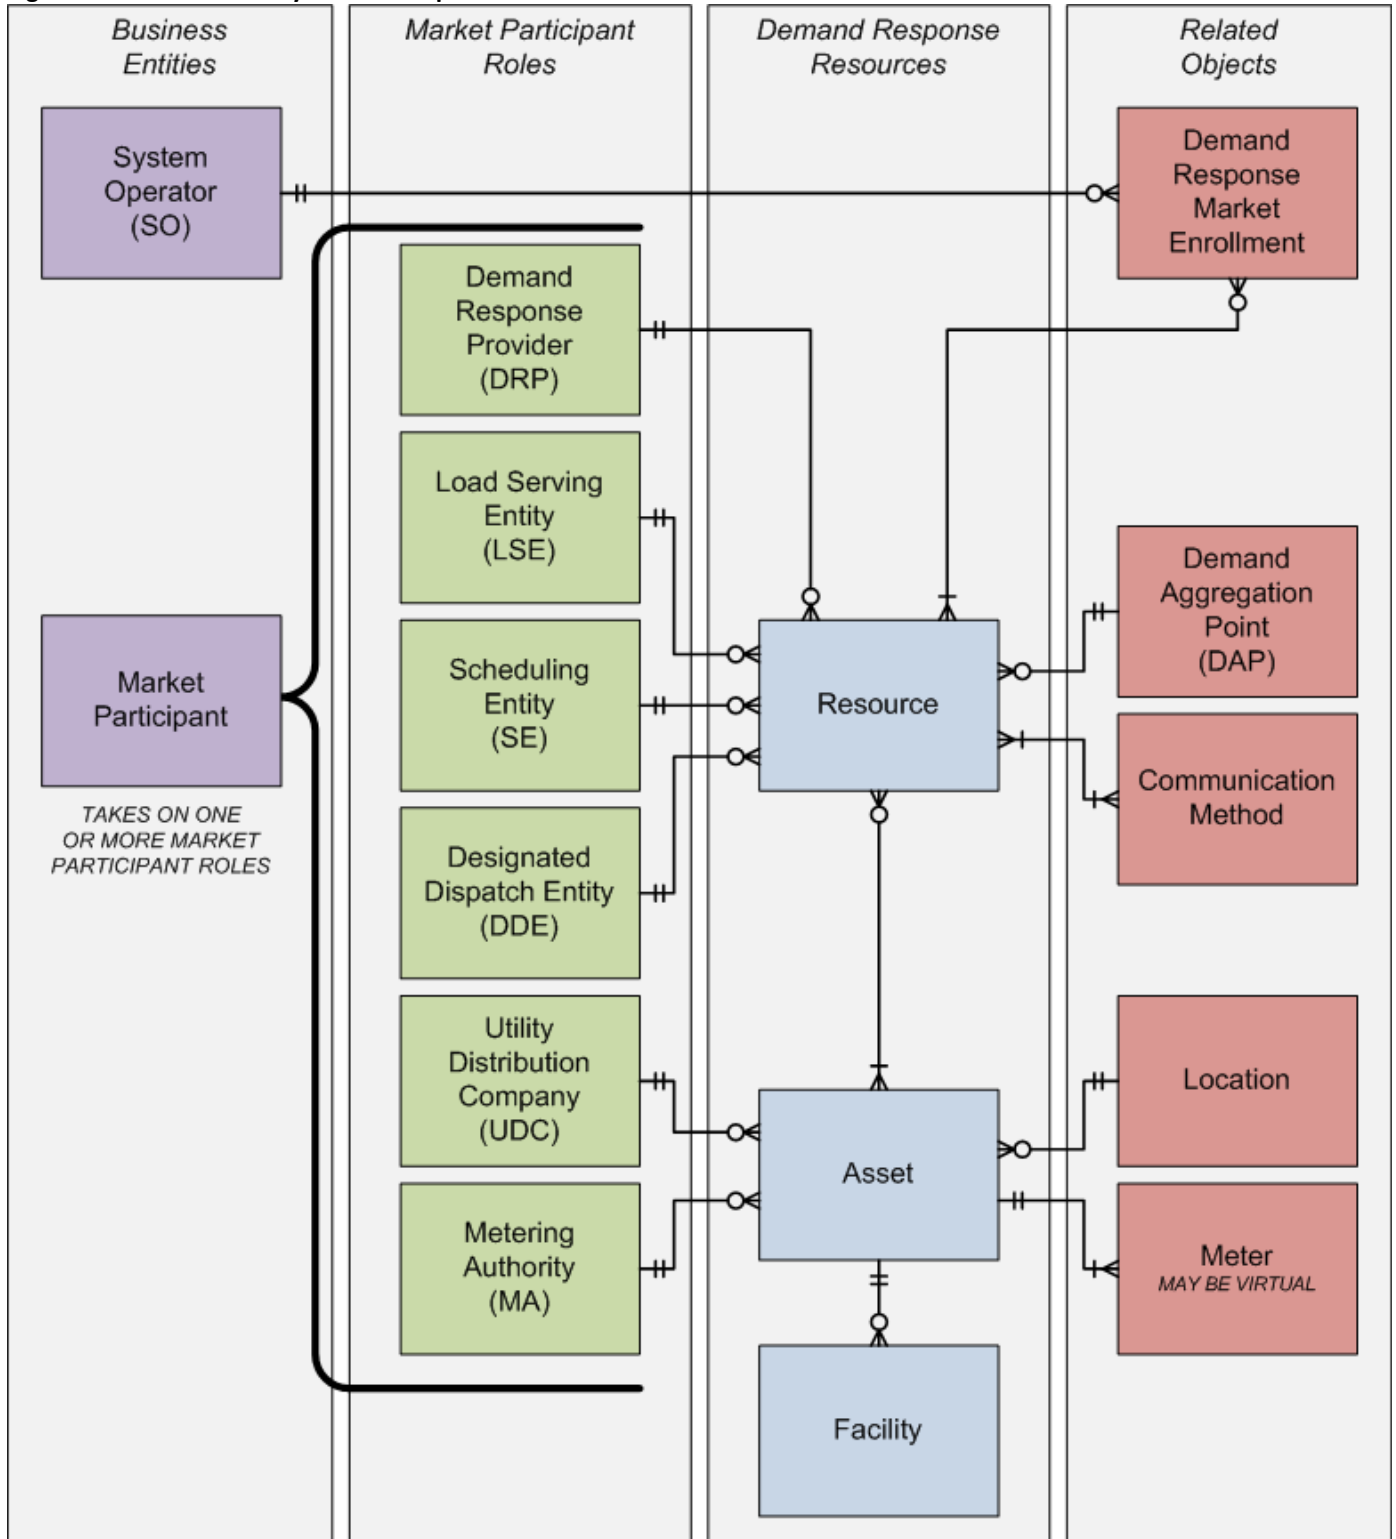 Business
Entities
Market Participant
Roles
Demand Response
Resources
Related
Objects
System
Operator
(SO)
Demand
Response
Market
Enrollment
Demand
Response
Provider
(DRP)
Load Serving
Entity
(LSE)
Demand
Aggregation
Point
(DAP)
Market
Participant
TAKES ON ONE
OR MORE MARKET
PARTICIPANT ROLES
Scheduling
Entity
(SE)
Resource
Communication
Method
Designated
Dispatch Entity
(DDE)
Utility
Distribution
Company
(UDC)
Location
Asset
Metering
Authority
(MA)
Meter
MAY BE VIRTUAL
Facility